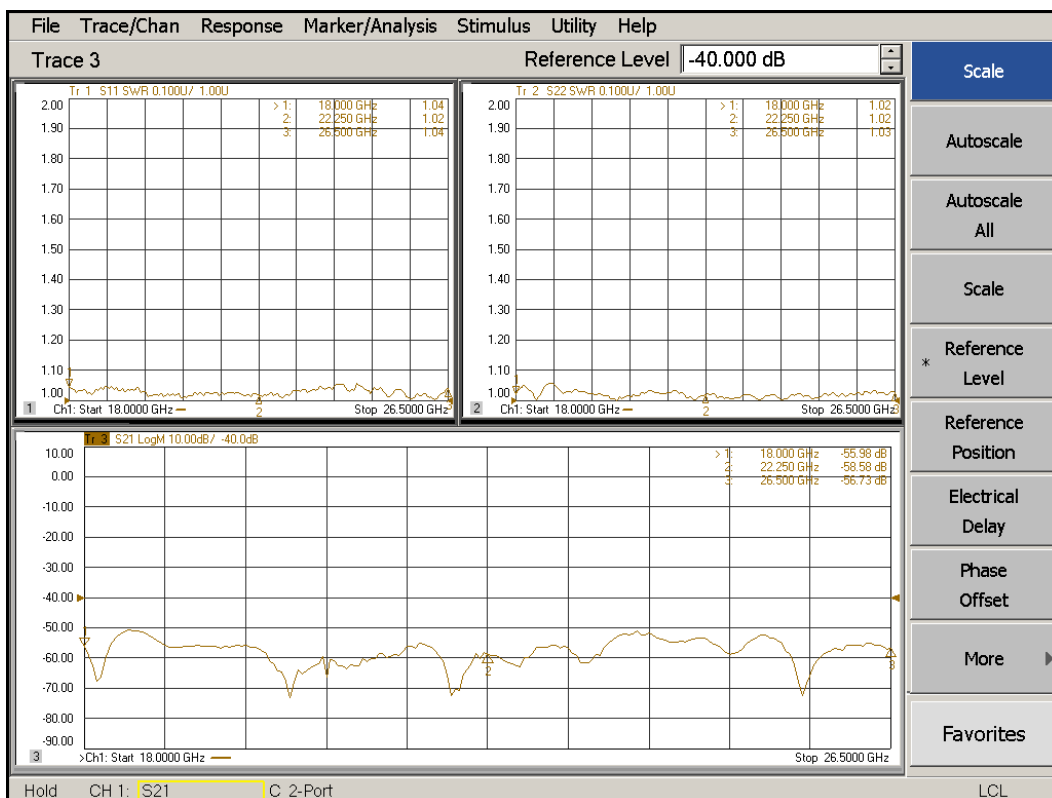 File Trace/Chan Response Marker/Analysis Stimulus Utility Help
Trace 3 Reference Level -40.000 dB
Scale
Autoscale
Autoscale
All
Scale
* Reference
Level
Reference
Position
Electrical
Delay
Phase
Offset
More
Favorites
Tr 1 S11 SWR 0.100U/ 1.00U
2.00
1.90
1.80
1.70
1.60
1.50
1.40
1.30
1.20
1.10
1.00
> 1: 18.000 GHz 1.04
2: 22.250 GHz 1.02
3: 26.500 GHz 1.04
1
2
3
1 Ch1: Start 18.0000 GHz Stop 26.5000 GHz
Tr 2 S22 SWR 0.100U/ 1.00U
2.00
1.90
1.80
1.70
1.60
1.50
1.40
1.30
1.20
1.10
1.00
> 1: 18.000 GHz 1.02
2: 22.250 GHz 1.02
3: 26.500 GHz 1.03
1
2
3
2 Ch1: Start 18.0000 GHz Stop 26.5000 GHz
Tr 3 S21 LogM 10.00dB/ -40.0dB
10.00
0.00
-10.00
-20.00
-30.00
-40.00
-50.00
-60.00
-70.00
-80.00
-90.00
> 1: 18.000 GHz -55.98 dB
2: 22.250 GHz -58.58 dB
3: 26.500 GHz -56.73 dB
1
2
3
3 >Ch1: Start 18.0000 GHz Stop 26.5000 GHz
Hold CH 1: S21 C 2-Port LCL